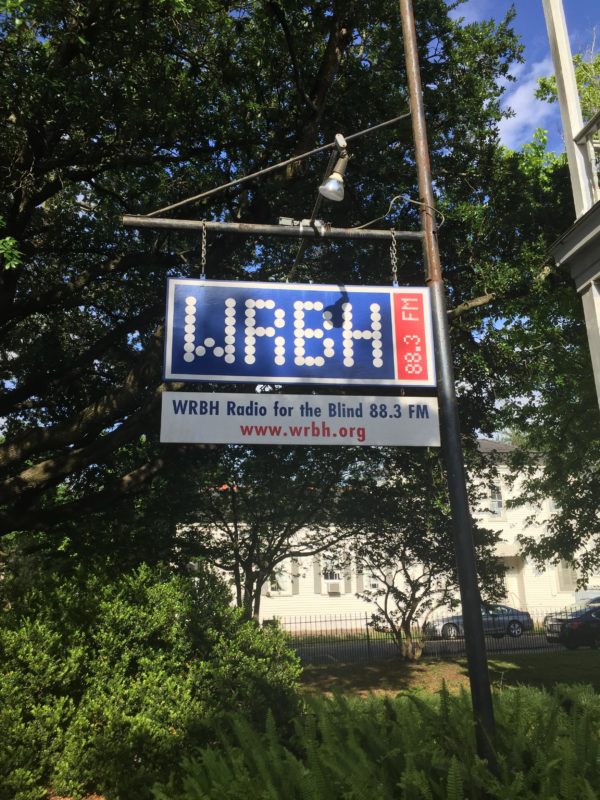 WRBH
88.3 FM
WRBH Radio for the Blind 88.3 FM
www.wrbh.org